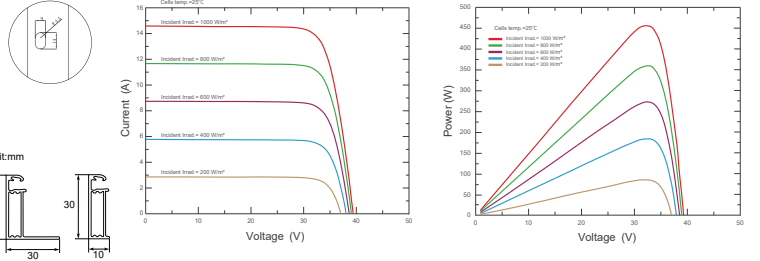 it:mm
30
30
10
Cells temp.=25°C
Incident Irrad.= 1000 W/m²
Incident Irrad.= 800 W/m²
Incident Irrad.= 600 W/m²
Incident Irrad.= 400 W/m²
Incident Irrad.= 200 W/m²
Current (A)
16
14
12
10
8
6
4
2
0
0 10 20 30 40 50
Voltage (V)
Cells temp.=25°C
Incident Irrad.= 1000 W/m²
Incident Irrad.= 800 W/m²
Incident Irrad.= 600 W/m²
Incident Irrad.= 400 W/m²
Incident Irrad.= 200 W/m²
Power (W)
500
450
400
350
300
250
200
150
100
50
0
0 10 20 30 40 50
Voltage (V)